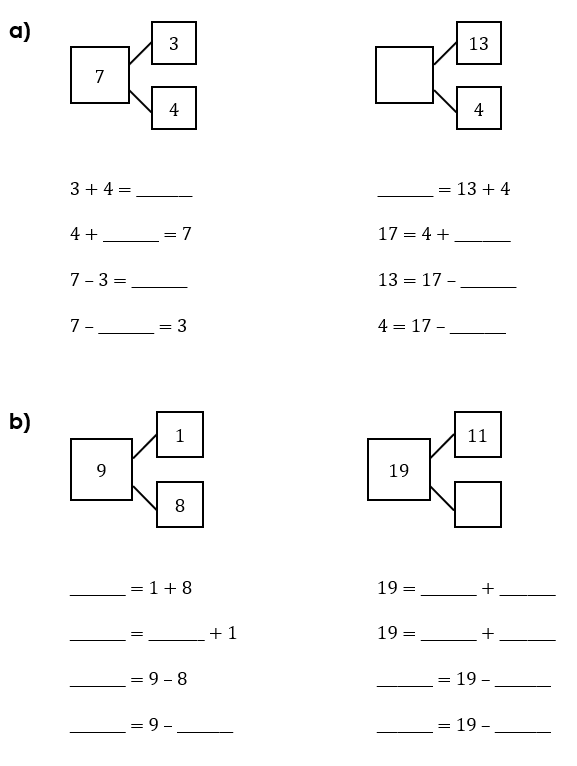 a)
3
7
4
3 + 4 = ______
4 + ______ = 7
7 – 3 = ______
7 – ______ = 3
13
4
______ = 13 + 4
17 = 4 + ______
13 = 17 – ______
4 = 17 – ______
b)
1
9
8
______ = 1 + 8
______ = ______ + 1
______ = 9 – 8
______ = 9 – ______
11
19
19 = ______ + ______
19 = ______ + ______
______ = 19 – ______
______ = 19 – ______